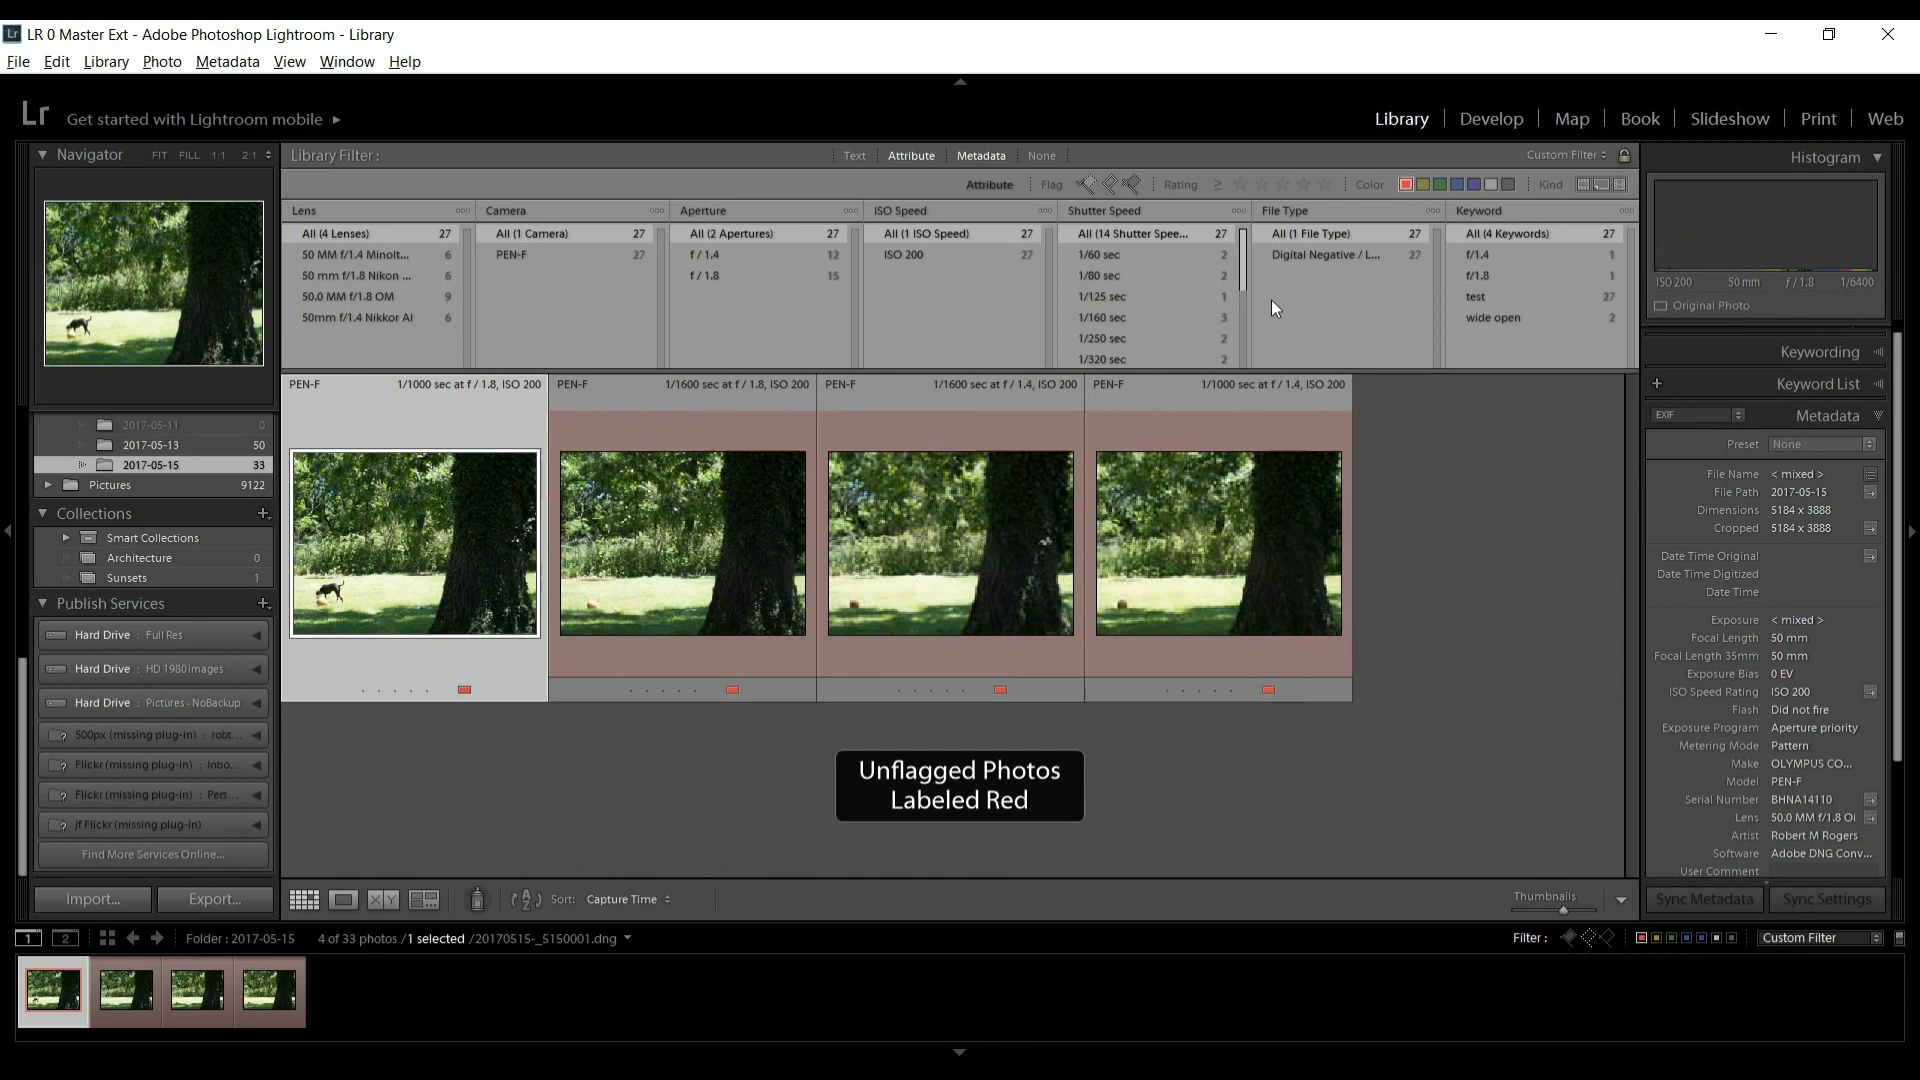 LR 0 Master Ext - Adobe Photoshop Lightroom - Library
File Edit Library Photo Metadata View Window Help
Lr Get started with Lightroom mobile
Library Develop Map Book Slideshow Print Web
Navigator FIT FILL 1:1 2:1
Library Filter : Text Attribute Metadata None Custom Filter
Histogram
Attribute Flag Rating ≥ Color Kind
Lens Camera Aperture ISO Speed Shutter Speed File Type Keyword
All (4 Lenses) 27 All (1 Camera) 27 All (2 Apertures) 27 All (1 ISO Speed) 27 All (14 Shutter Spee... 27 All (1 File Type) 27 All (4 Keywords) 27
50 MM f/1.4 Minolt... 6 PEN-F 27 f / 1.4 12 ISO 200 27 1/60 sec 2 Digital Negative / L... 27 f/1.4 1
50 mm f/1.8 Nikon ... 6 f / 1.8 15 1/80 sec 2 f/1.8 1
50.0 MM f/1.8 OM 9 1/125 sec 1 test 27
50mm f/1.4 Nikkor AI 6 1/160 sec 3 wide open 2
1/250 sec 2
1/320 sec 2
ISO 200 50 mm f / 1.8 1/6400
Original Photo
Keywording
Keyword List
EXIF Metadata
Preset None
File Name < mixed >
File Path 2017-05-15
Dimensions 5184 x 3888
Cropped 5184 x 3888
Date Time Original
Date Time Digitized
Date Time
Exposure < mixed >
Focal Length 50 mm
Focal Length 35mm 50 mm
Exposure Bias 0 EV
ISO Speed Rating ISO 200
Flash Did not fire
Exposure Program Aperture priority
Metering Mode Pattern
Make OLYMPUS CO...
Model PEN-F
Serial Number BHNA14110
Lens 50.0 MM f/1.8 O
Artist Robert M Rogers
Software Adobe DNG Conv...
User Comment
Sync Metadata Sync Settings
PEN-F 1/1000 sec at f / 1.8, ISO 200 PEN-F 1/1600 sec at f / 1.8, ISO 200 PEN-F 1/1600 sec at f / 1.4, ISO 200 PEN-F 1/1000 sec at f / 1.4, ISO 200
2017-05-11 0
2017-05-13 50
2017-05-15 33
Pictures 9122
Collections
Smart Collections
Architecture 0
Sunsets 1
Publish Services
Hard Drive : Full Res
Hard Drive : HD 1980images
Hard Drive : Pictures - NoBackup
500px (missing plug-in) : robt...
Flickr (missing plug-in) : Inbo...
Flickr (missing plug-in) : Pers...
jf Flickr (missing plug-in)
Find More Services Online...
Import... Export...
Unflagged Photos
Labeled Red
Sort: Capture Time
Thumbnails
1 2 Folder : 2017-05-15 4 of 33 photos / 1 selected / 20170515-_5150001.dng Filter : Custom Filter